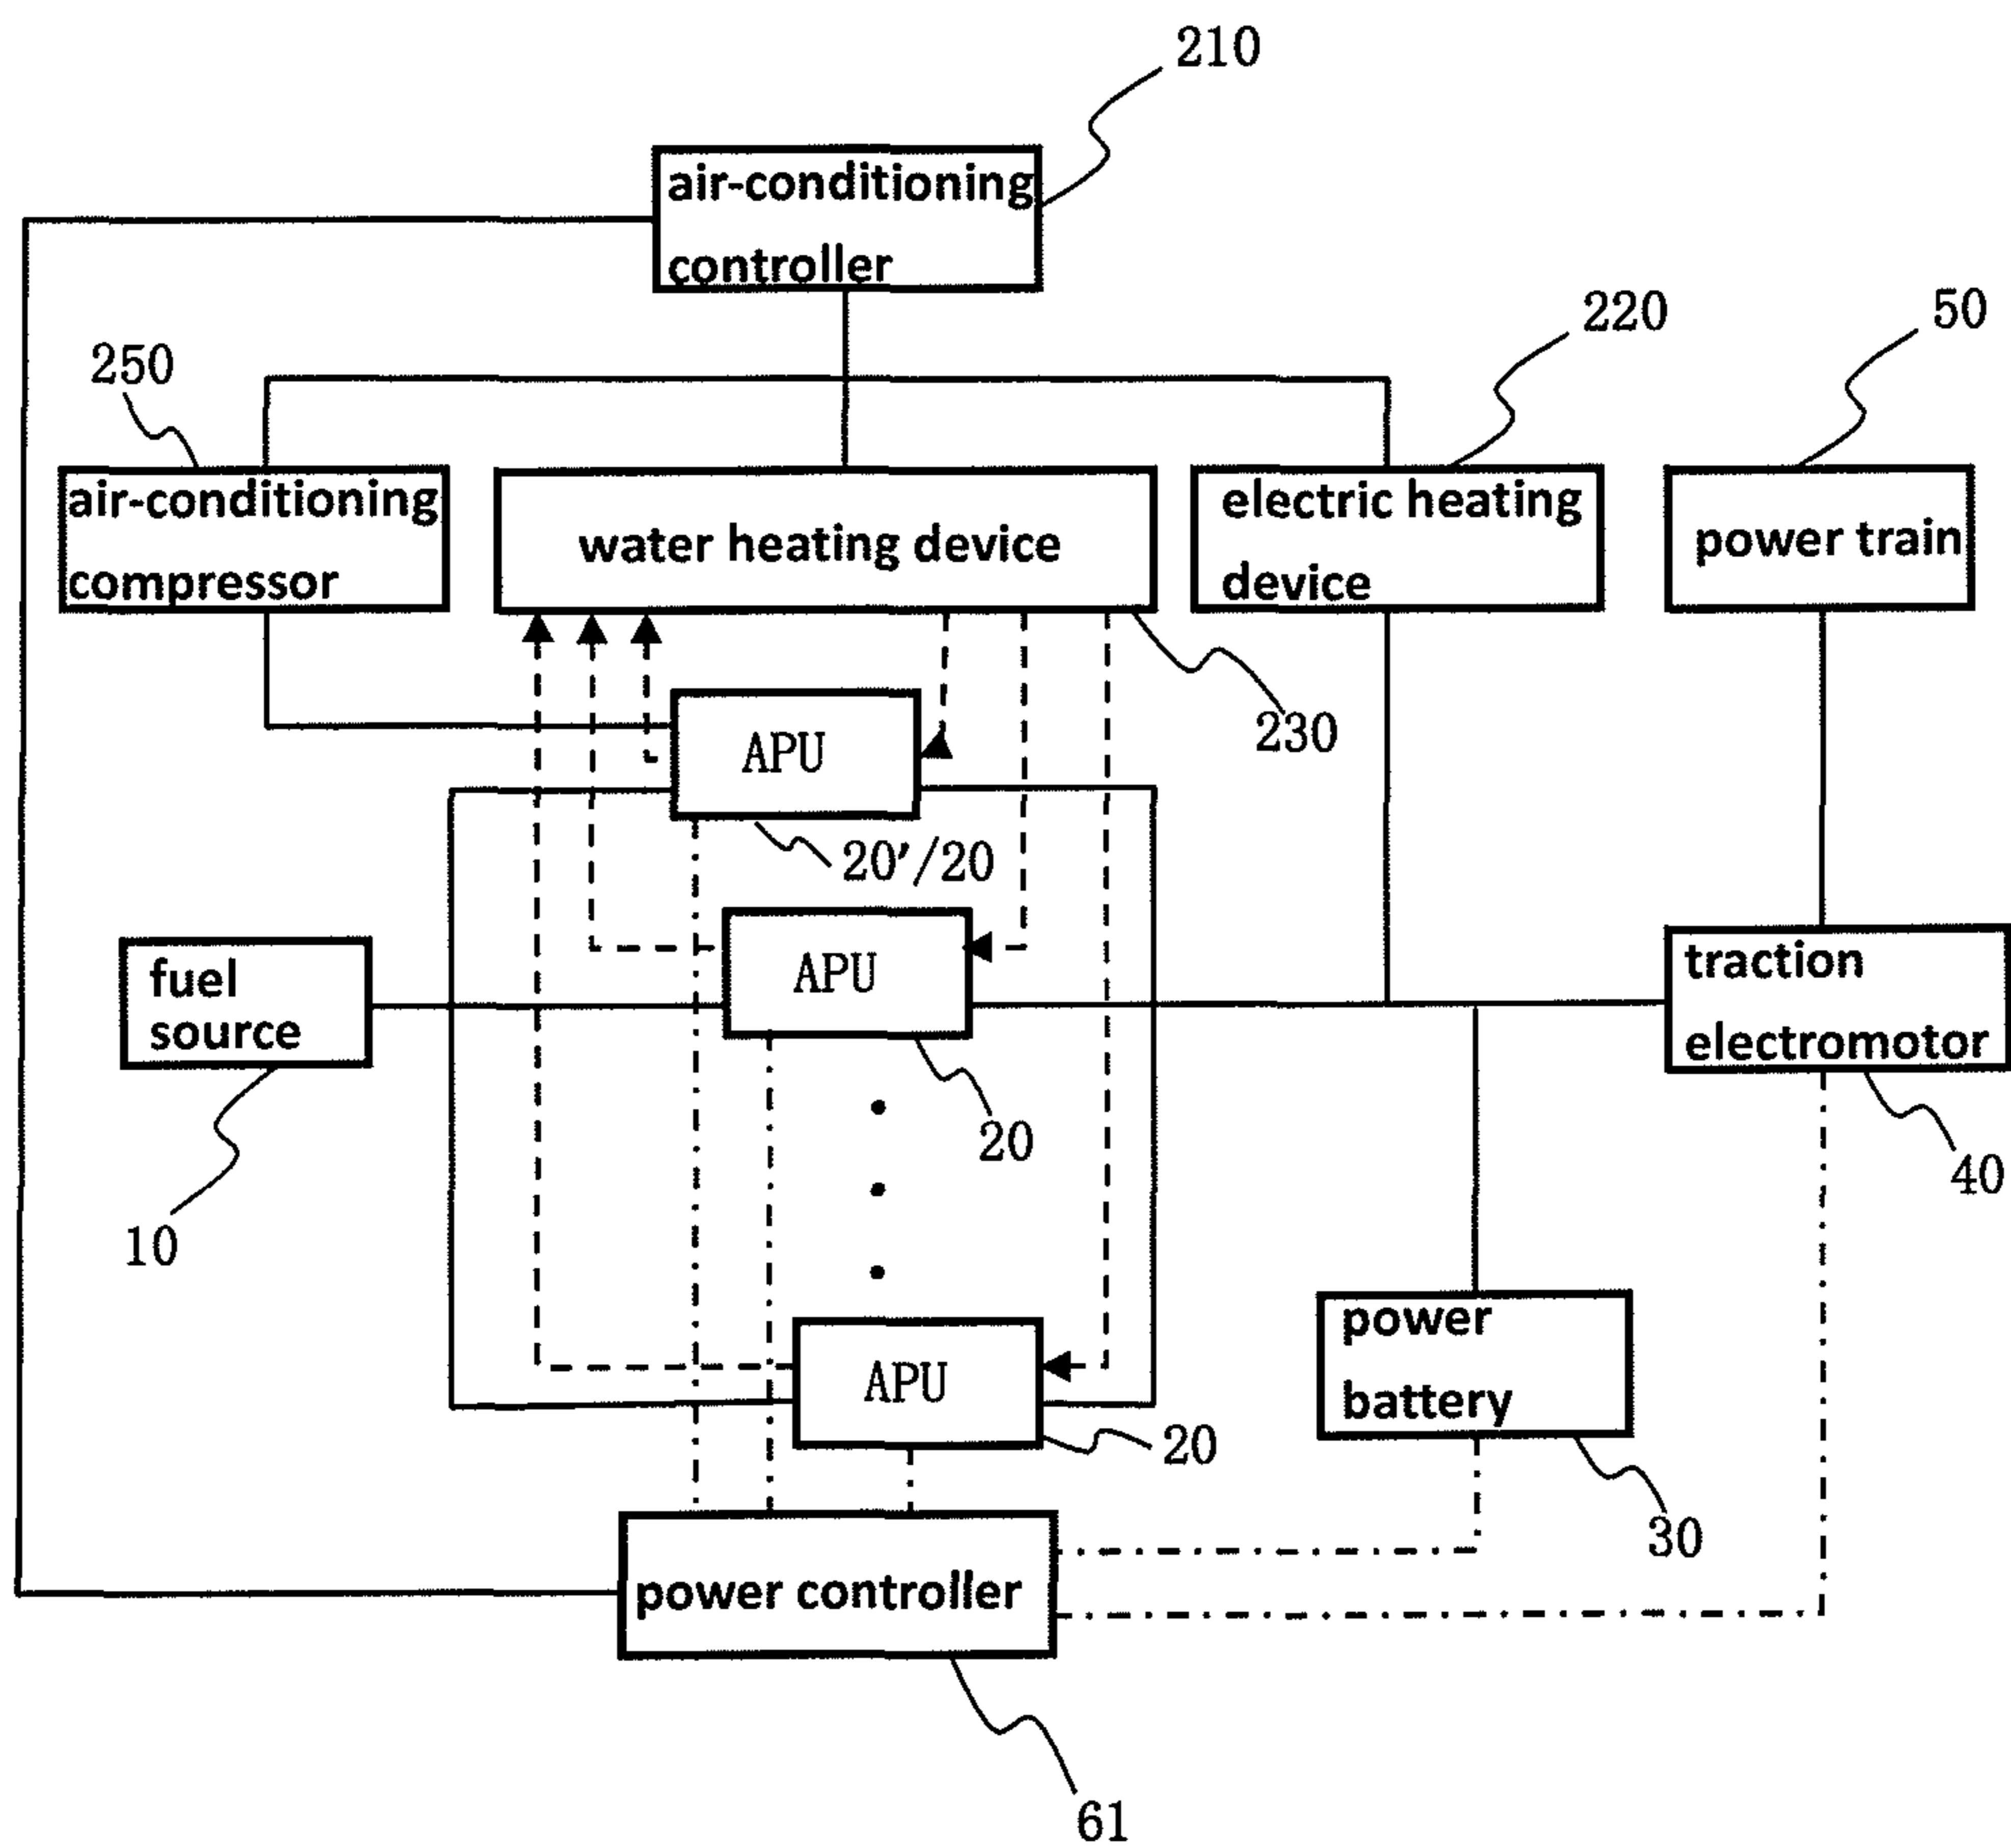 210
air-conditioning
controller
220
50
250
air-conditioning
compressor
water heating device
electric heating
device
power train
230
APU
20'/20
fuel
source
APU
traction
electromotor
20
40
10
power
battery
APU
20
30
power controller
61